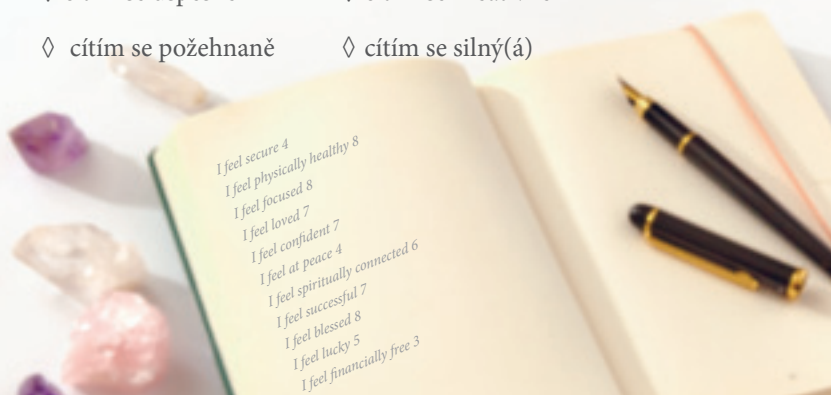 ◊ cítím se požehnaně
◊ cítím se silný(á)
I feel secure 4
I feel physically healthy 8
I feel focused 8
I feel loved 7
I feel confident 7
I feel at peace 4
I feel spiritually connected 6
I feel successful 7
I feel blessed 8
I feel lucky 5
I feel financially free 3